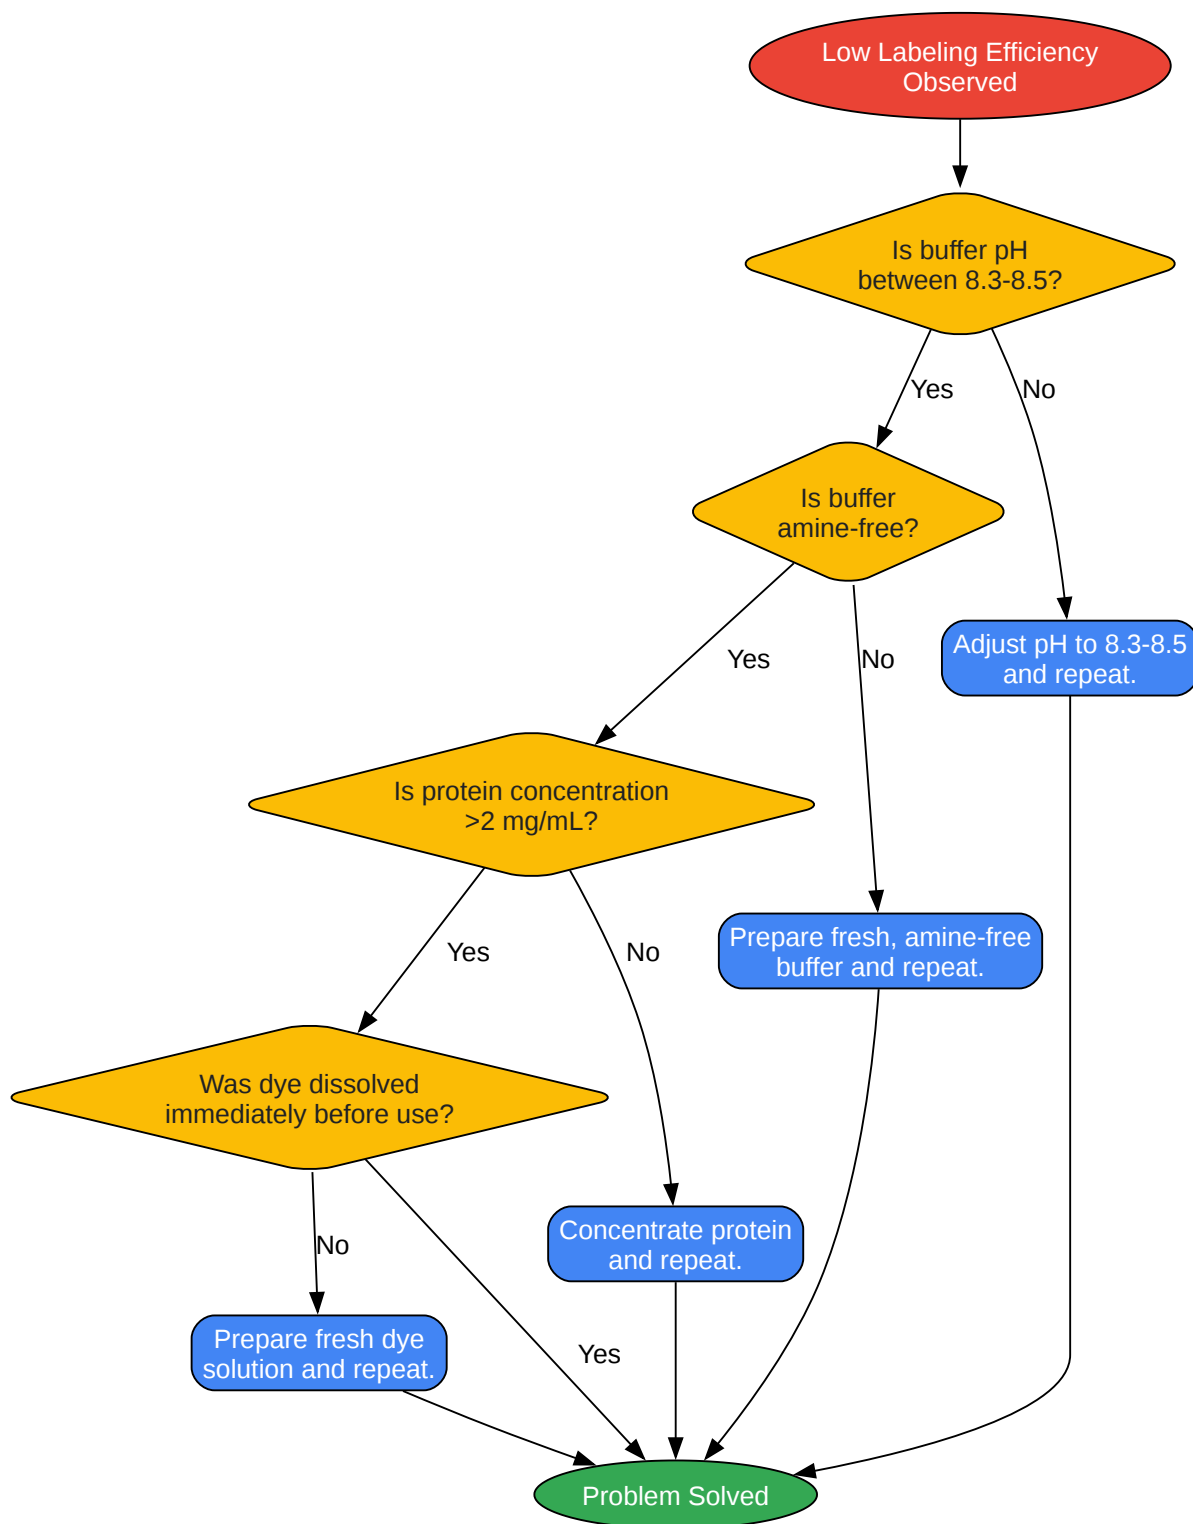 Low Labeling Efficiency
Observed
Is buffer pH
between 8.3-8.5?
Yes
No
Is buffer
amine-free?
Adjust pH to 8.3-8.5
and repeat.
Yes
No
Is protein concentration
>2 mg/mL?
Prepare fresh, amine-free
buffer and repeat.
Yes
No
Was dye dissolved
immediately before use?
Concentrate protein
and repeat.
No
Yes
Prepare fresh dye
solution and repeat.
Problem Solved